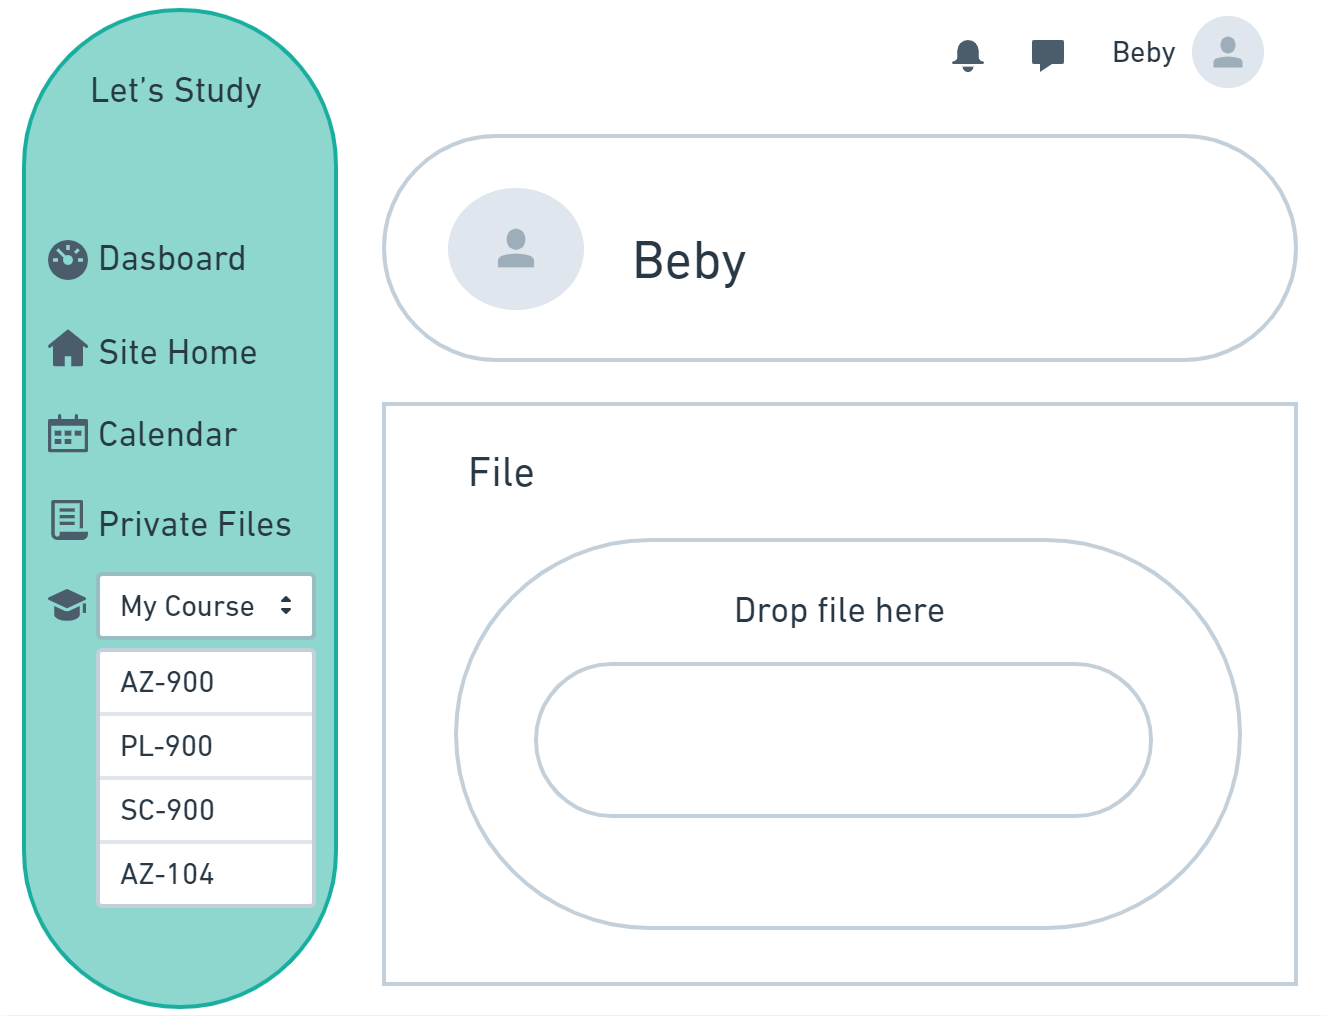 Let's Study
Dasboard
Site Home
Calendar
Private Files
My Course
AZ-900
PL-900
SC-900
AZ-104
Beby
Beby
File
Drop file here